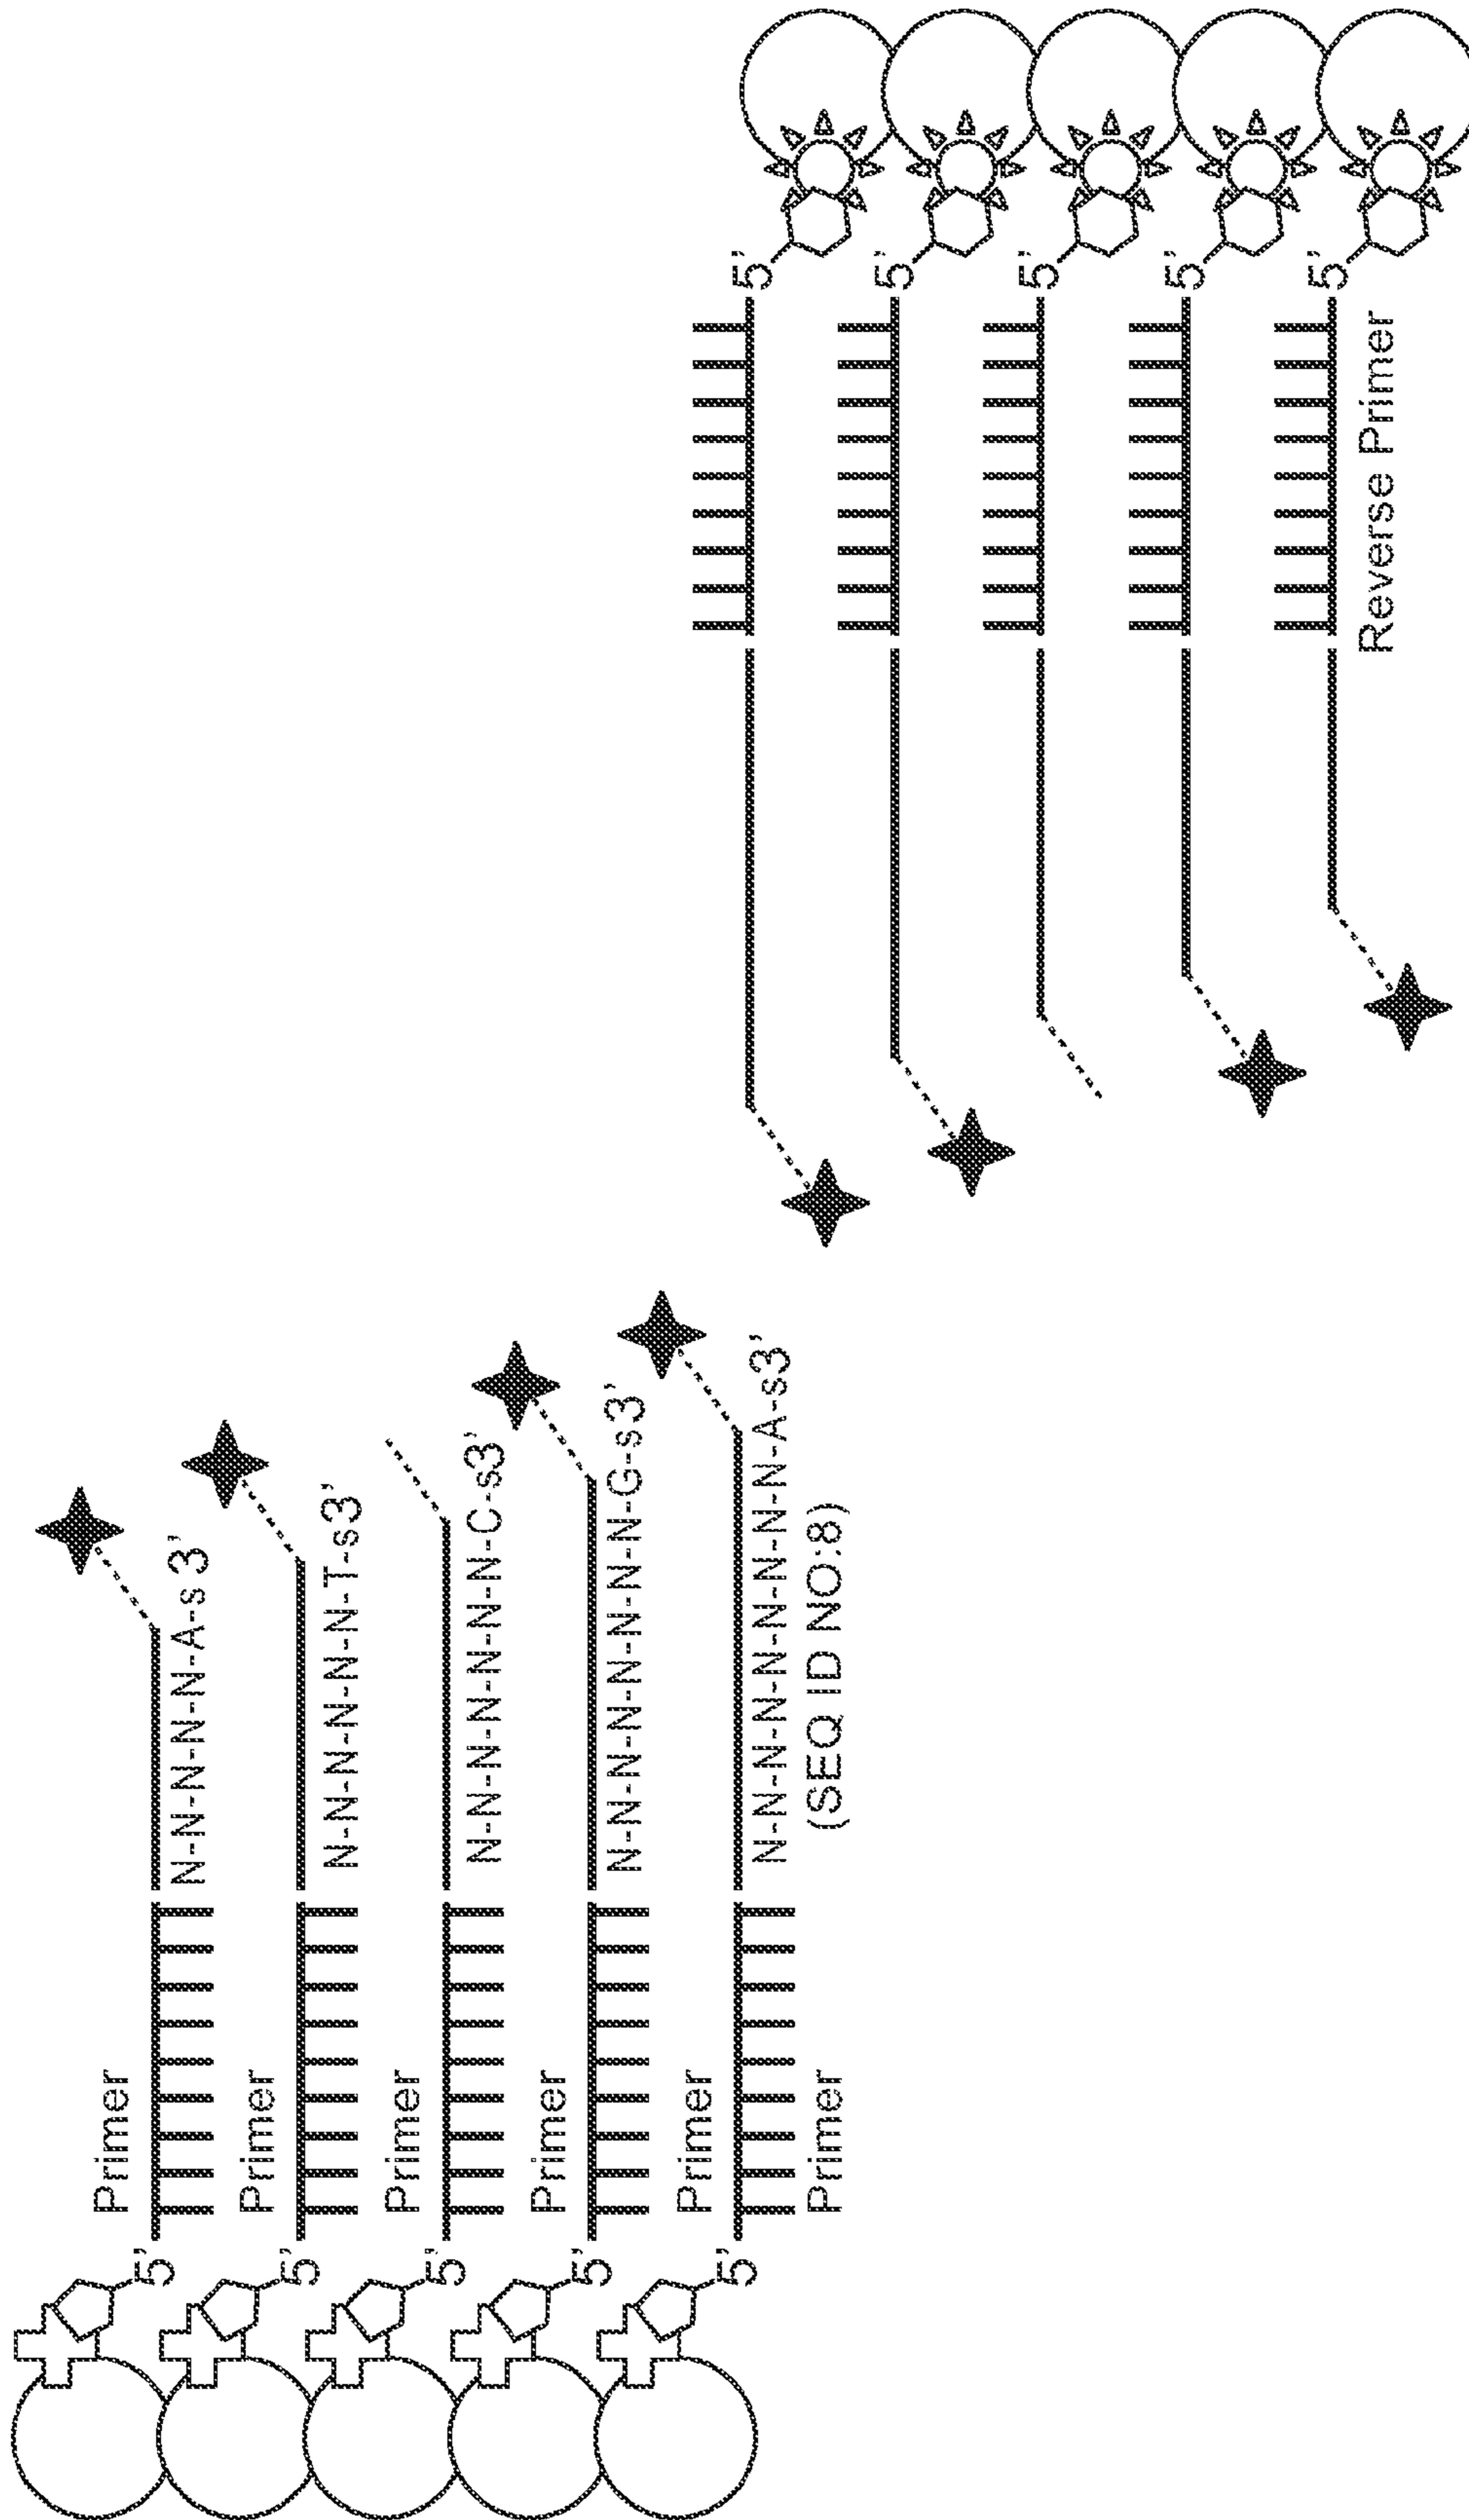 Primer
5' N-N-N-N-N-A-s3'
Primer
5' N-N-N-N-N-N-T-s3'
Primer
5' N-N-N-N-N-N-N-C-s3'
Primer
5' N-N-N-N-N-N-N-N-G-s3'
Primer
5' N-N-N-N-N-N-N-N-N-A-s3'
Primer (SEQ ID NO:8)
5'
5'
5'
5'
5'
Reverse Primer